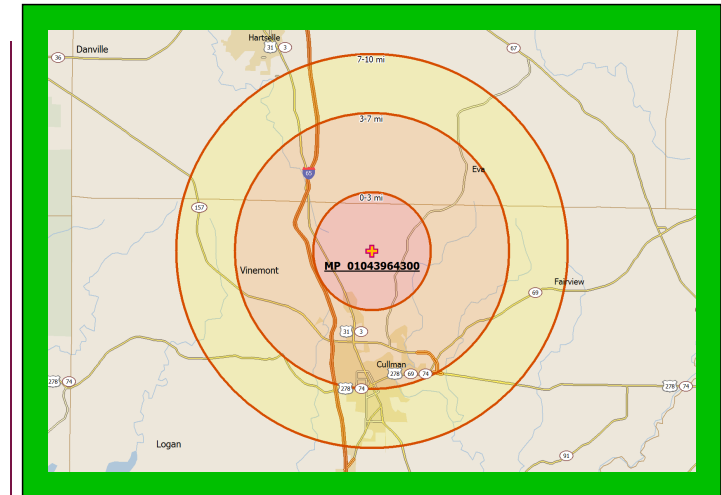 Hartselle
31 3
67
Danville
36
7-10 mi
3-7 mi
65
Eva
0-3 mi
157
MP 01043964300
Vinemont
Fairview
69
31 3
Cullman
278 69 74
278 74
278 74
278 74
Logan
91